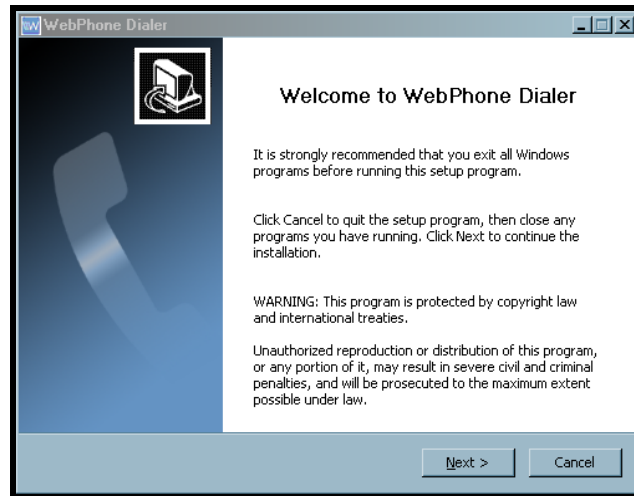 WebPhone Dialer
Welcome to WebPhone Dialer
It is strongly recommended that you exit all Windows
programs before running this setup program.
Click Cancel to quit the setup program, then close any
programs you have running. Click Next to continue the
installation.
WARNING: This program is protected by copyright law
and international treaties.
Unauthorized reproduction or distribution of this program,
or any portion of it, may result in severe civil and criminal
penalties, and will be prosecuted to the maximum extent
possible under law.
Next >
Cancel